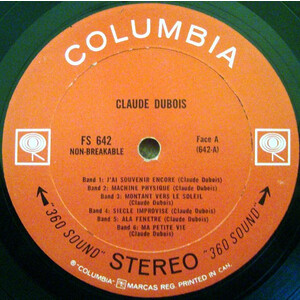 COLUMBIA
CLAUDE DUBOIS
FS 642
NON-BREAKABLE
Face A
(642-A)
Band 1: J'AI SOUVENIR ENCORE (Claude Dubois)
Band 2: MACHINE PHYSIQUE (Claude Dubois)
Band 3: MONTANT VERS LE SOLEIL
(Claude Dubois)
Band 4: SIECLE IMPROVISE (Claude Dubois)
Band 5: ALA FENETRE (Claude Dubois)
Band 6: MA PETITE VIE
(Claude Dubois)
"360 SOUND" STEREO "360 SOUND"
® "COLUMBIA" MARCAS REG. PRINTED IN CAN.